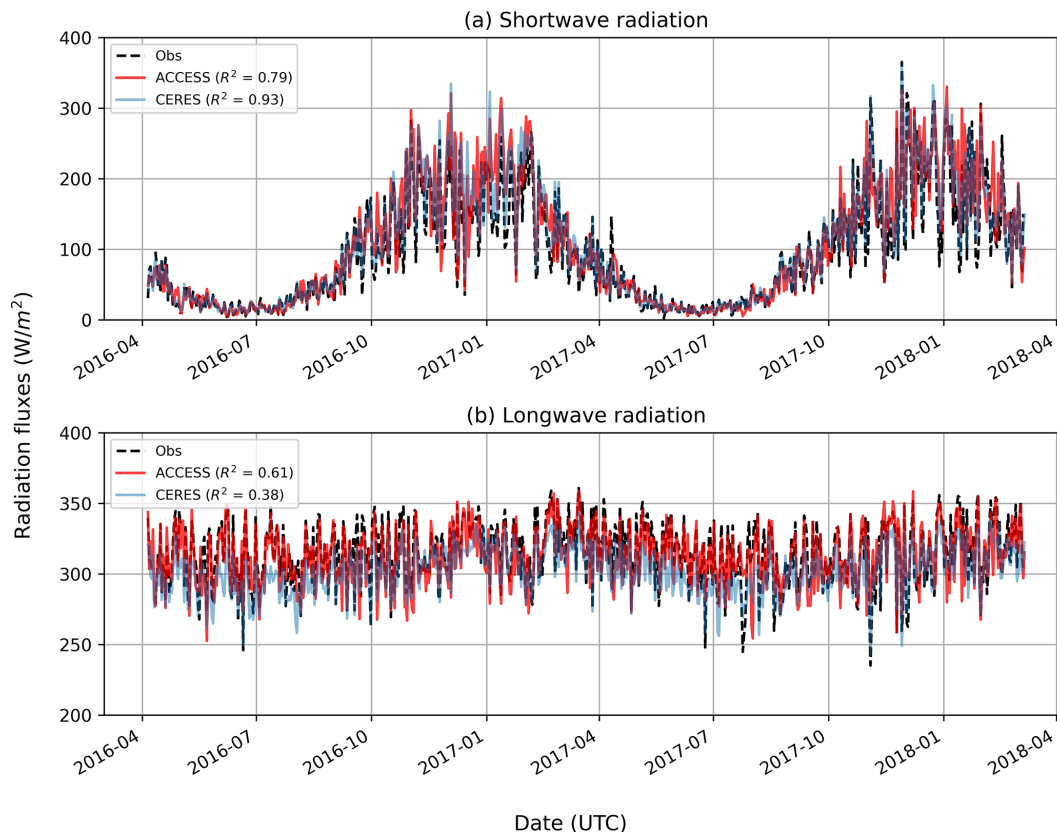 (a) Shortwave radiation
400
300
200
100
0
Obs
ACCESS (R² = 0.79)
CERES (R² = 0.93)
2016-04
2016-07
2016-10
2017-01
2017-04
2017-07
2017-10
2018-01
2018-04
Radiation fluxes (W/m²)
(b) Longwave radiation
400
350
300
250
200
Obs
ACCESS (R² = 0.61)
CERES (R² = 0.38)
2016-04
2016-07
2016-10
2017-01
2017-04
2017-07
2017-10
2018-01
2018-04
Date (UTC)